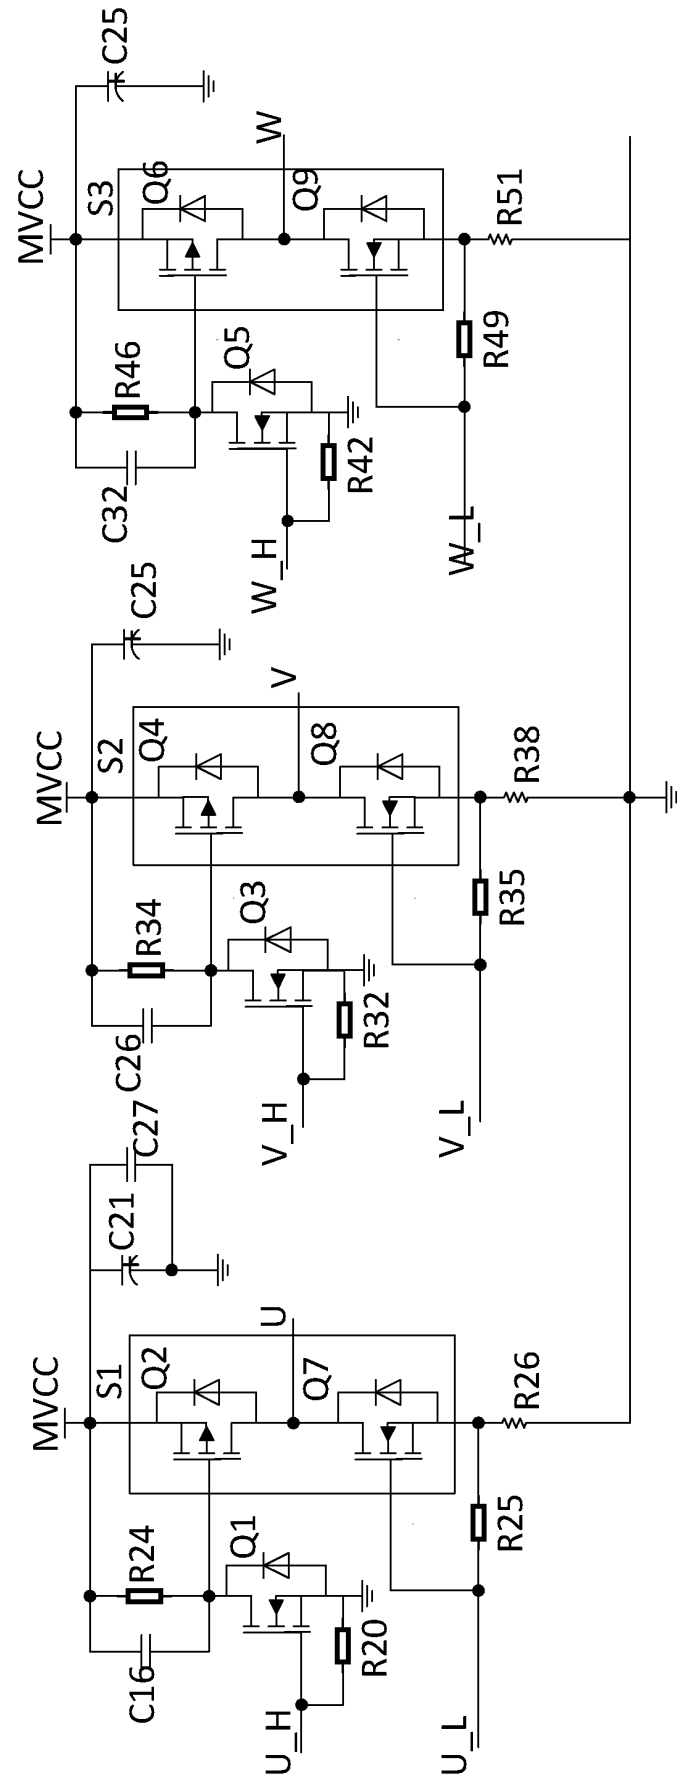 MVCC
C16
R24
S1
C21
C27
Q2
U
Q1
U_H
R20
Q7
U_L
R25
R26
MVCC
C26
R34
S2
C25
Q4
V
Q3
V_H
R32
Q8
V_L
R35
R38
MVCC
C32
R46
S3
C25
Q6
W
Q5
W_H
R42
Q9
W_L
R49
R51